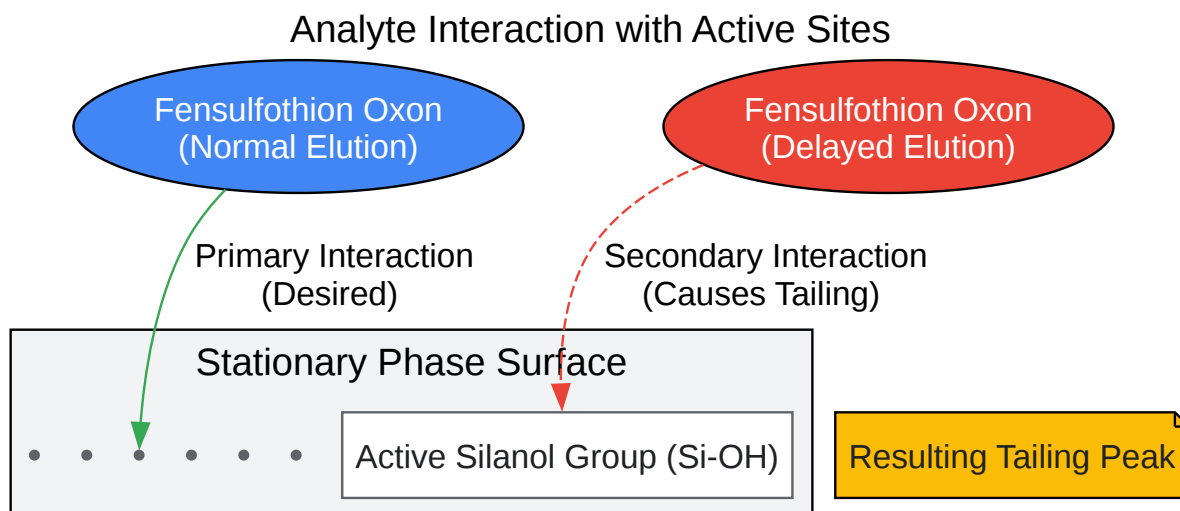 Analyte Interaction with Active Sites
Fensulfothion Oxon
(Normal Elution)
Fensulfothion Oxon
(Delayed Elution)
Primary Interaction
(Desired)
Secondary Interaction
(Causes Tailing)
Stationary Phase Surface
Active Silanol Group (Si-OH)
Resulting Tailing Peak